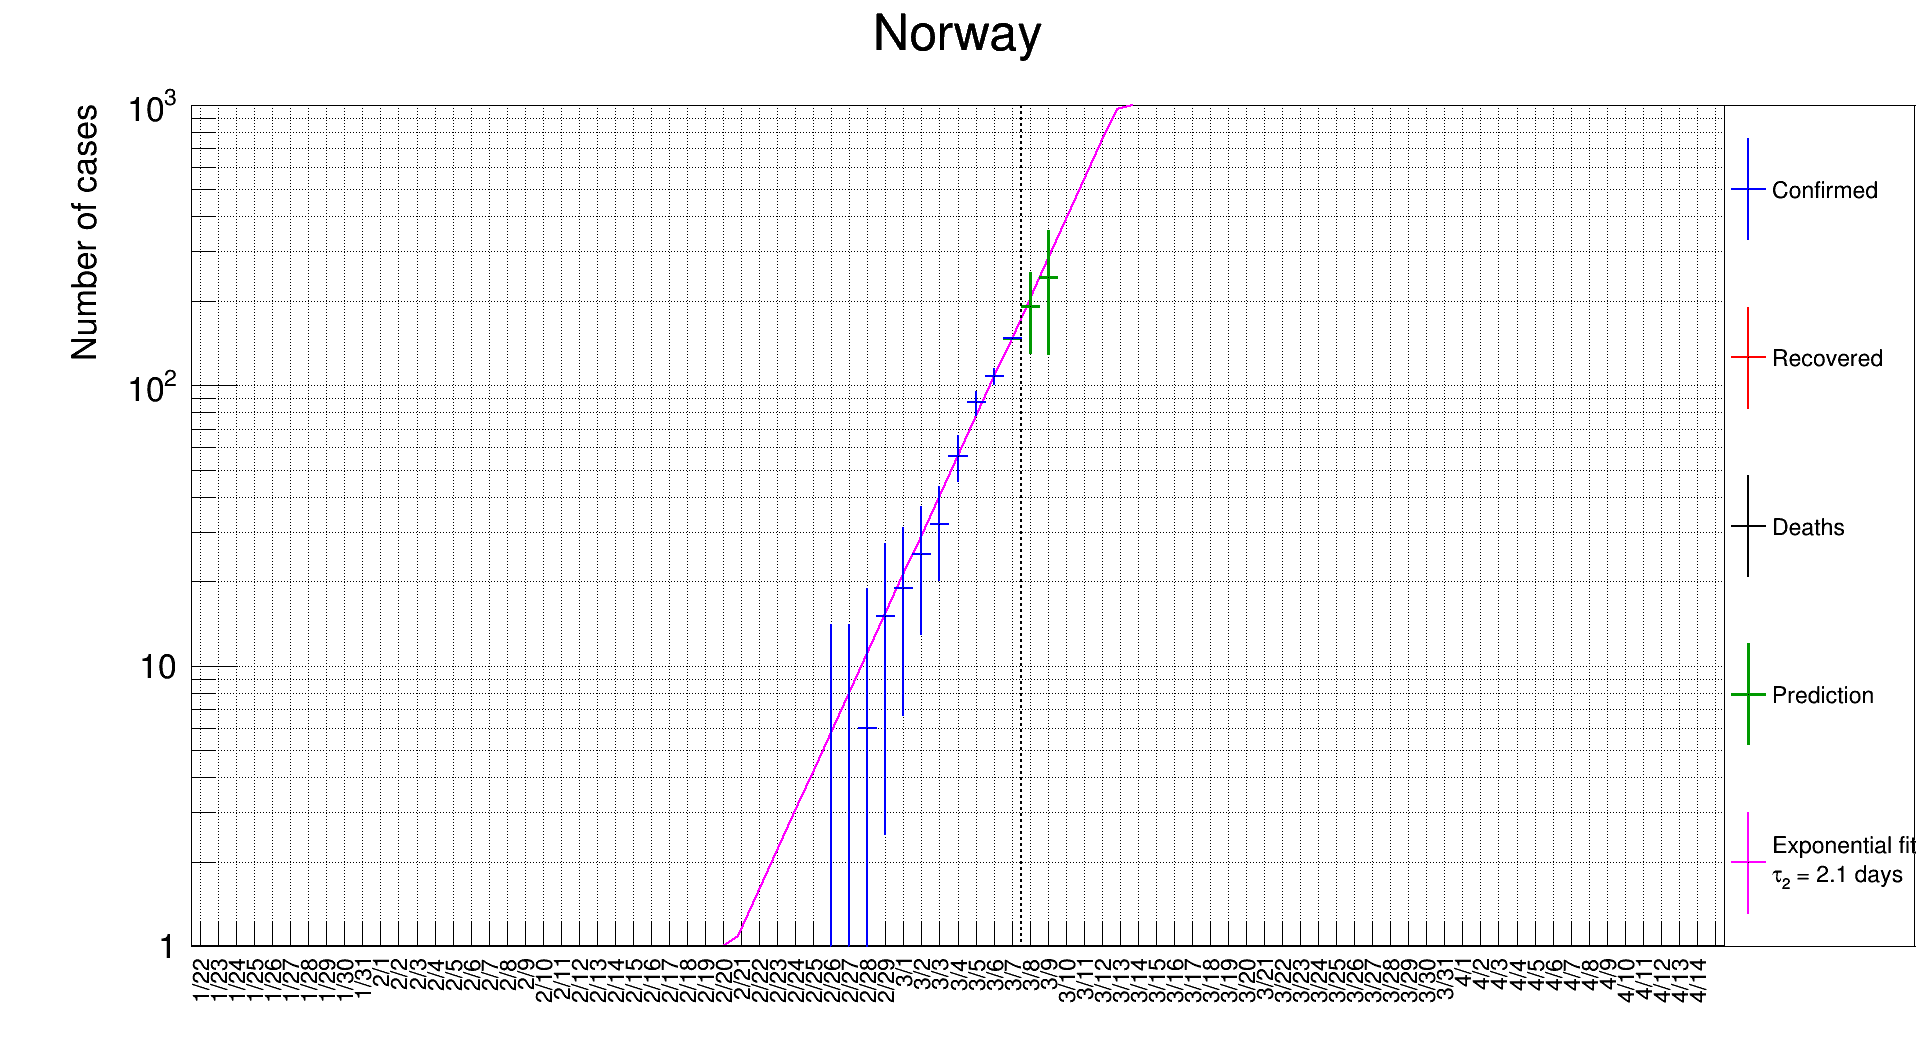 Norway
Number of cases
10³
10²
10
1
1/22 1/23 1/24 1/25 1/26 1/27 1/28 1/29 1/30 1/31 2/1 2/2 2/3 2/4 2/5 2/6 2/7 2/8 2/9 2/10 2/11 2/12 2/13 2/14 2/15 2/16 2/17 2/18 2/19 2/20 2/21 2/22 2/23 2/24 2/25 2/26 2/27 2/28 2/29 3/1 3/2 3/3 3/4 3/5 3/6 3/7 3/8 3/9 3/10 3/11 3/12 3/13 3/14 3/15 3/16 3/17 3/18 3/19 3/20 3/21 3/22 3/23 3/24 3/25 3/26 3/27 3/28 3/29 3/30 3/31 4/1 4/2 4/3 4/4 4/5 4/6 4/7 4/8 4/9 4/10 4/11 4/12 4/13 4/14
Confirmed
Recovered
Deaths
Prediction
Exponential fit
τ₂ = 2.1 days